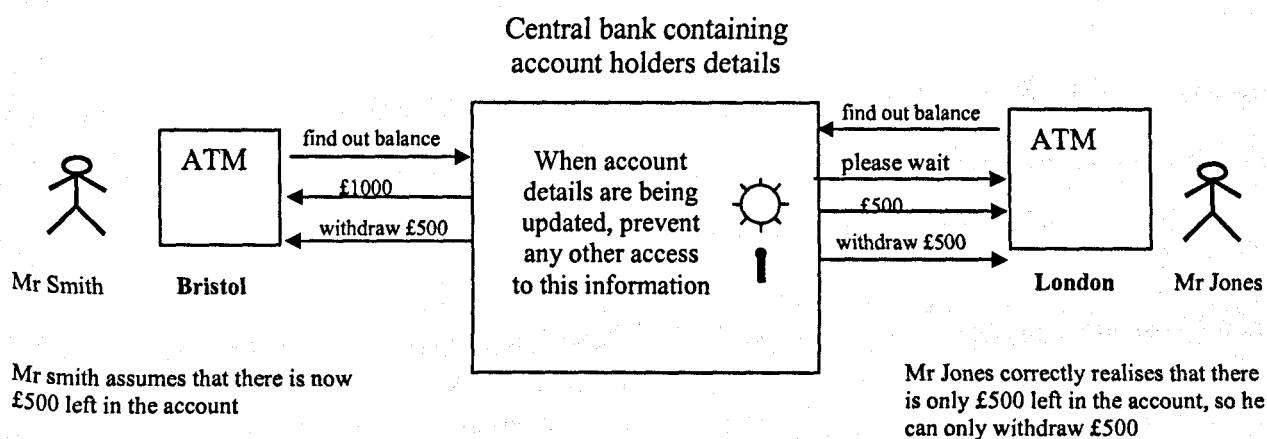 Central bank containing
account holders details
ATM
find out balance
£1000
withdraw £500
Mr Smith
Bristol
When account
details are being
updated, prevent
any other access
to this information
find out balance
please wait
£500
withdraw £500
ATM
London
Mr Jones
Mr smith assumes that there is now
£500 left in the account
Mr Jones correctly realises that there
is only £500 left in the account, so he
can only withdraw £500